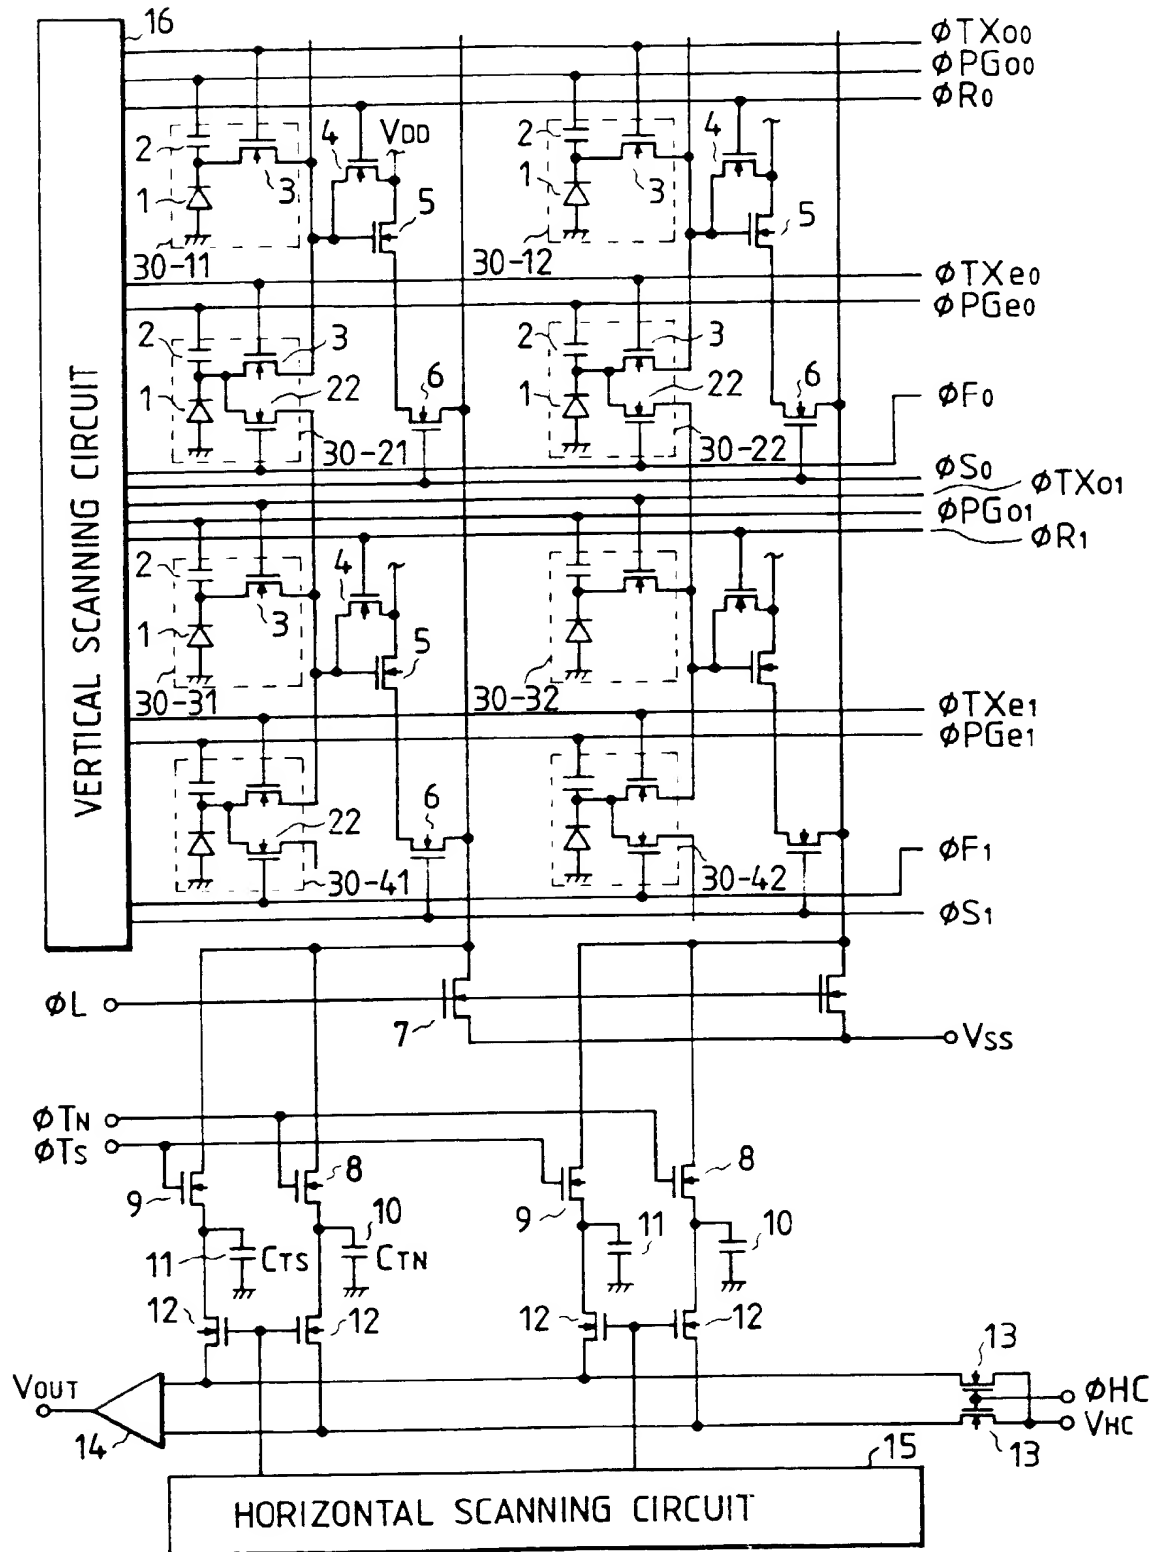 16
φTX00
φPG00
φR0
2
4
VDD
2
4
1
3
5
1
3
5
30-11
30-12
φTXe0
φPGe0
2
3
2
3
1
22
6
1
22
6
φF0
30-21
30-22
φS0
φTX01
φPG01
φR1
2
4
1
3
5
30-31
30-32
φTXe1
φPGe1
22
6
φF1
30-41
30-42
φS1
VERTICAL SCANNING CIRCUIT
φL
7
VSS
φTN
φTS
9
8
9
8
11
CTS
10
CTN
11
10
12
12
12
12
13
VOUT
φHC
VHC
14
13
15
HORIZONTAL SCANNING CIRCUIT